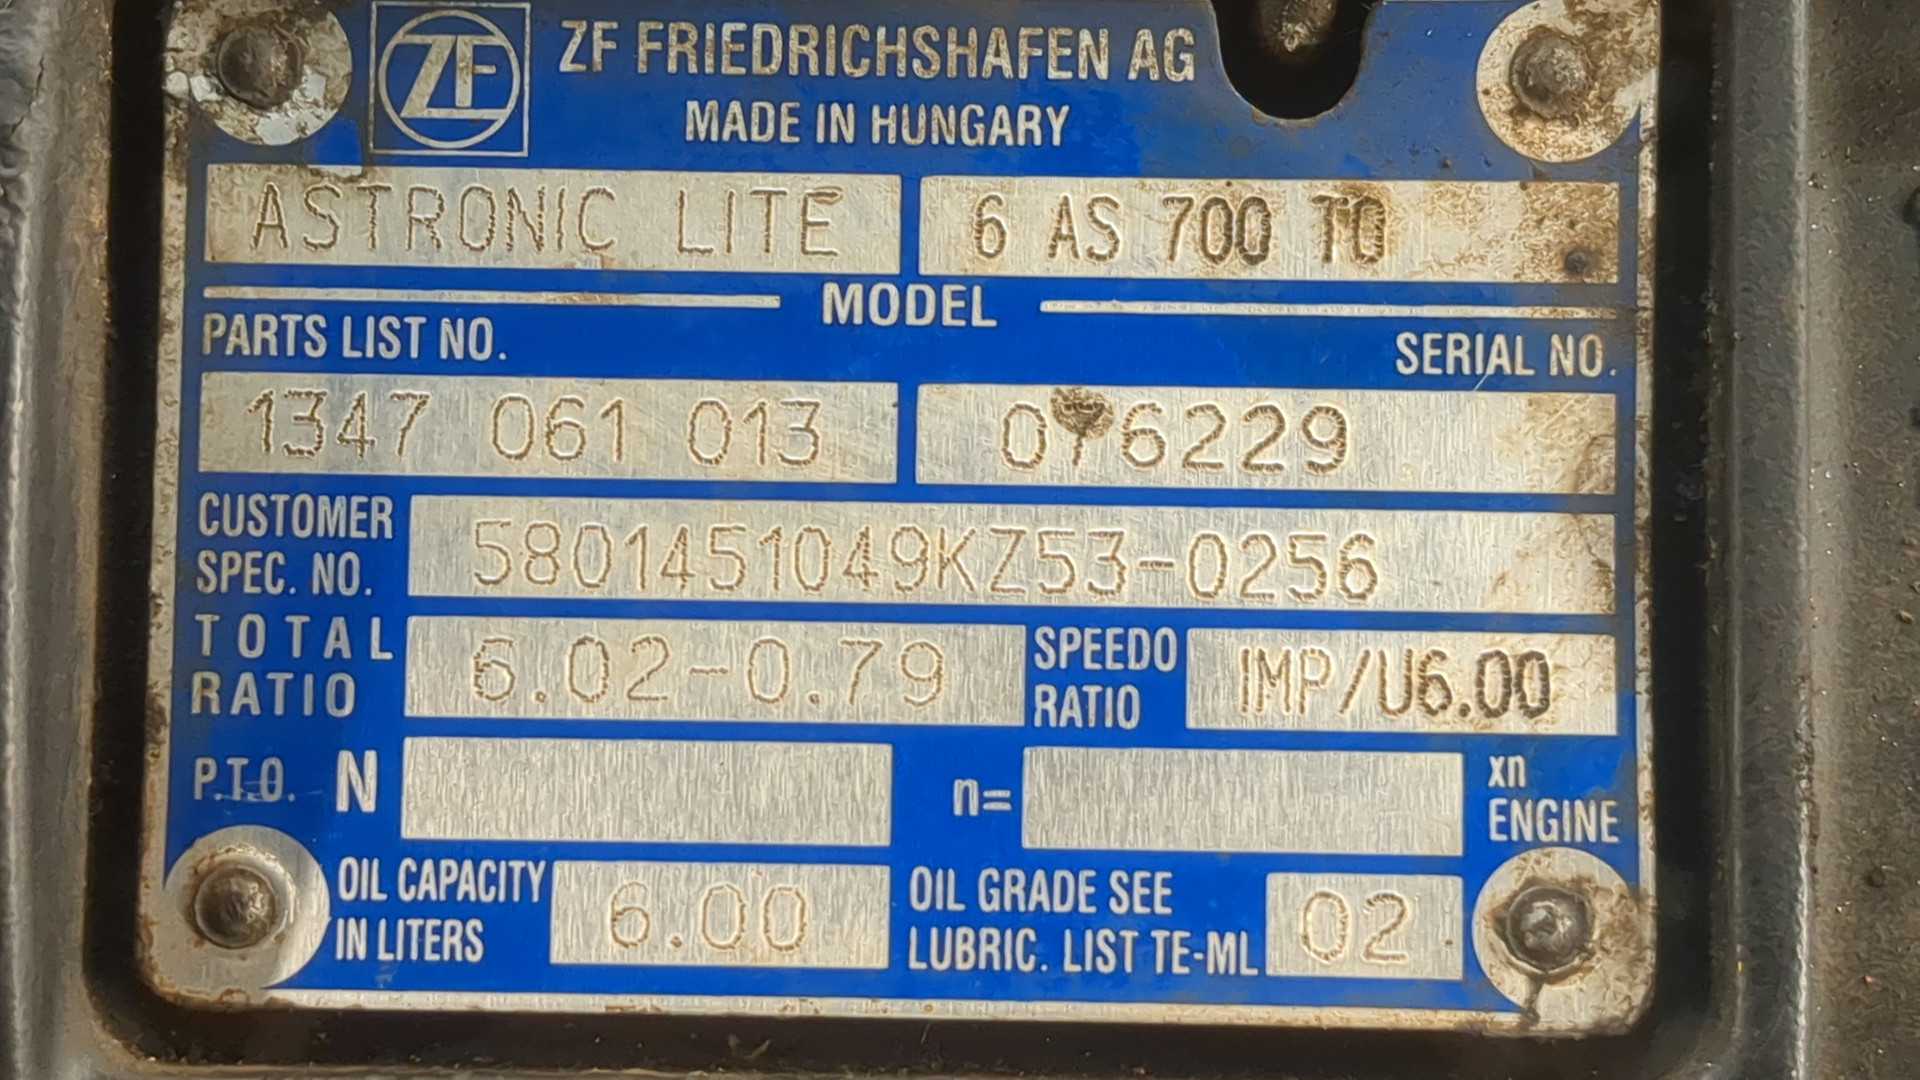 ZF ZF FRIEDRICHSHAFEN AG
MADE IN HUNGARY
ASTRONIC LITE 6 AS 700 TO
MODEL
PARTS LIST NO. SERIAL NO.
1347 061 013
CUSTOMER SPEC. NO. 5801451049KZ53-0256
TOTAL RATIO 6.02-0.79 SPEEDO RATIO IMP/U6.00
P.T.O. N n= xn ENGINE
OIL CAPACITY IN LITERS 6.00 OIL GRADE SEE LUBRIC. LIST TE-ML 02